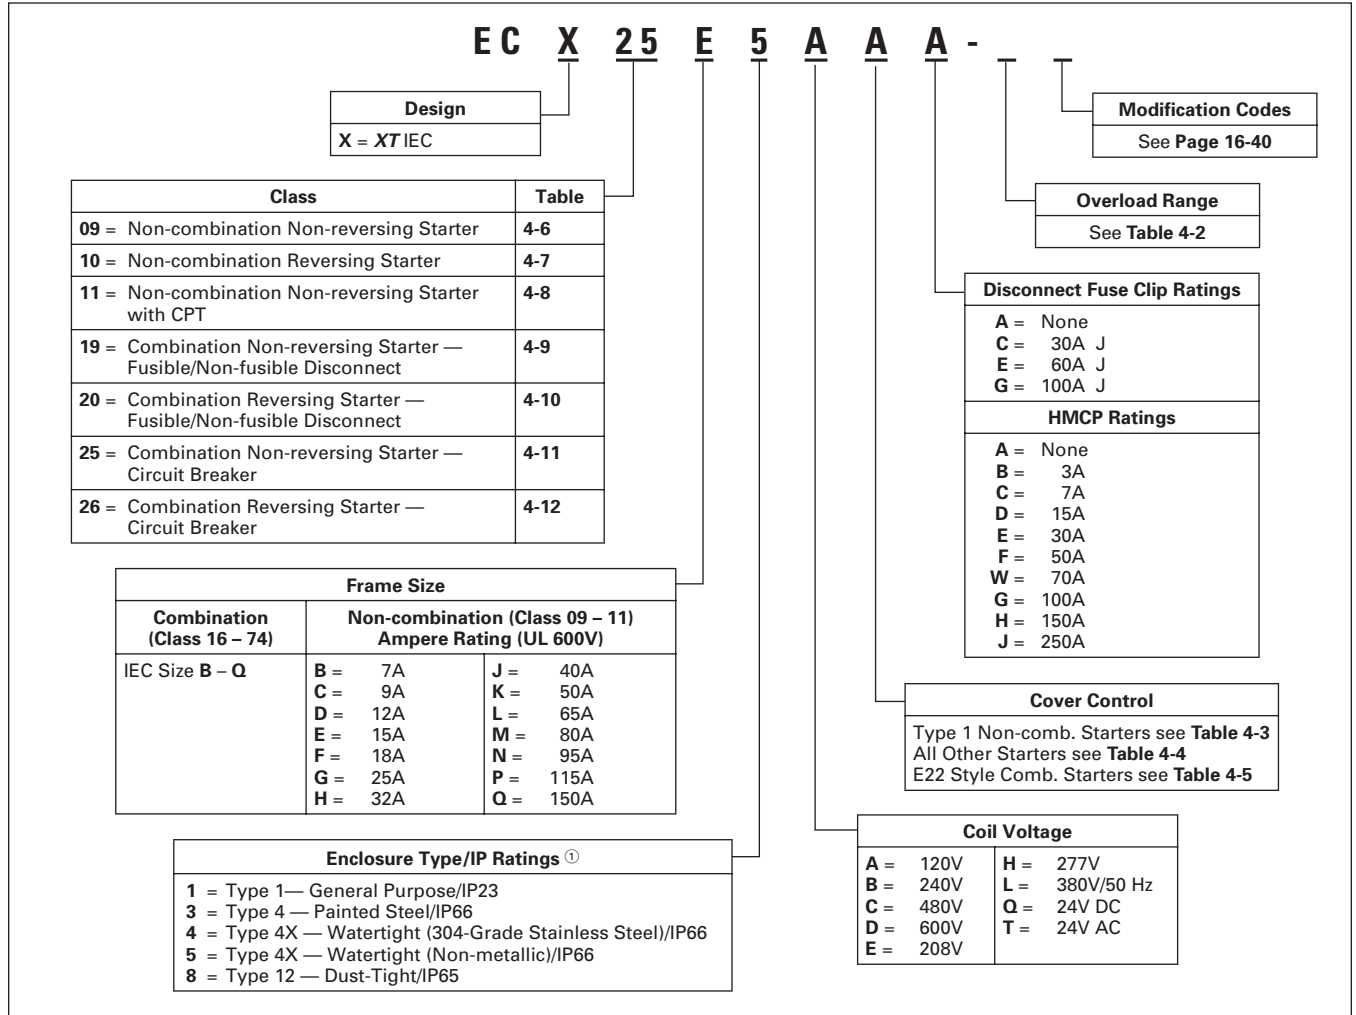 EC X 25 E 5 A A A - _ _
Design
X = XT IEC
Modification Codes
See Page 16-40
Class Table
09 = Non-combination Non-reversing Starter 4-6
10 = Non-combination Reversing Starter 4-7
11 = Non-combination Non-reversing Starter 4-8
with CPT
19 = Combination Non-reversing Starter — 4-9
Fusible/Non-fusible Disconnect
20 = Combination Reversing Starter — 4-10
Fusible/Non-fusible Disconnect
25 = Combination Non-reversing Starter — 4-11
Circuit Breaker
26 = Combination Reversing Starter — 4-12
Circuit Breaker
Overload Range
See Table 4-2
Disconnect Fuse Clip Ratings
A = None
C = 30A J
E = 60A J
G = 100A J
HMCP Ratings
A = None
B = 3A
C = 7A
D = 15A
E = 30A
F = 50A
W = 70A
G = 100A
H = 150A
J = 250A
Frame Size
Combination
(Class 16 – 74)
Non-combination (Class 09 – 11)
Ampere Rating (UL 600V)
IEC Size B – Q
B = 7A
C = 9A
D = 12A
E = 15A
F = 18A
G = 25A
H = 32A
J = 40A
K = 50A
L = 65A
M = 80A
N = 95A
P = 115A
Q = 150A
Cover Control
Type 1 Non-comb. Starters see Table 4-3
All Other Starters see Table 4-4
E22 Style Comb. Starters see Table 4-5
Enclosure Type/IP Ratings ①
1 = Type 1— General Purpose/IP23
3 = Type 4 — Painted Steel/IP66
4 = Type 4X — Watertight (304-Grade Stainless Steel)/IP66
5 = Type 4X — Watertight (Non-metallic)/IP66
8 = Type 12 — Dust-Tight/IP65
Coil Voltage
A = 120V
B = 240V
C = 480V
D = 600V
E = 208V
H = 277V
L = 380V/50 Hz
Q = 24V DC
T = 24V AC